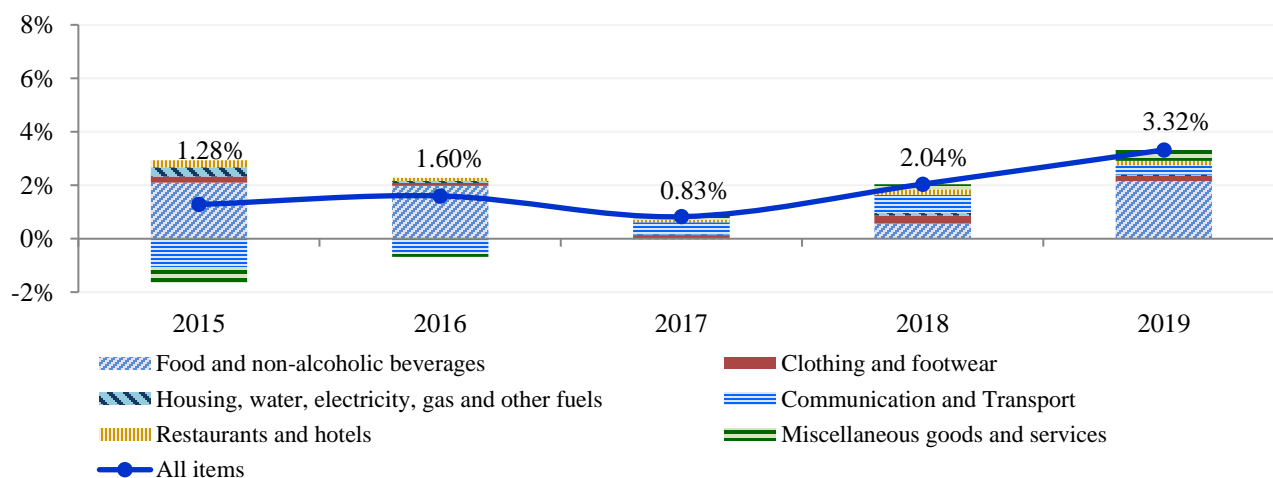 8%
6%
4%
2%
0%
-2%
1.28%
1.60%
0.83%
2.04%
3.32%
2015 2016 2017 2018 2019
Food and non-alcoholic beverages Clothing and footwear
Housing, water, electricity, gas and other fuels Communication and Transport
Restaurants and hotels Miscellaneous goods and services
All items